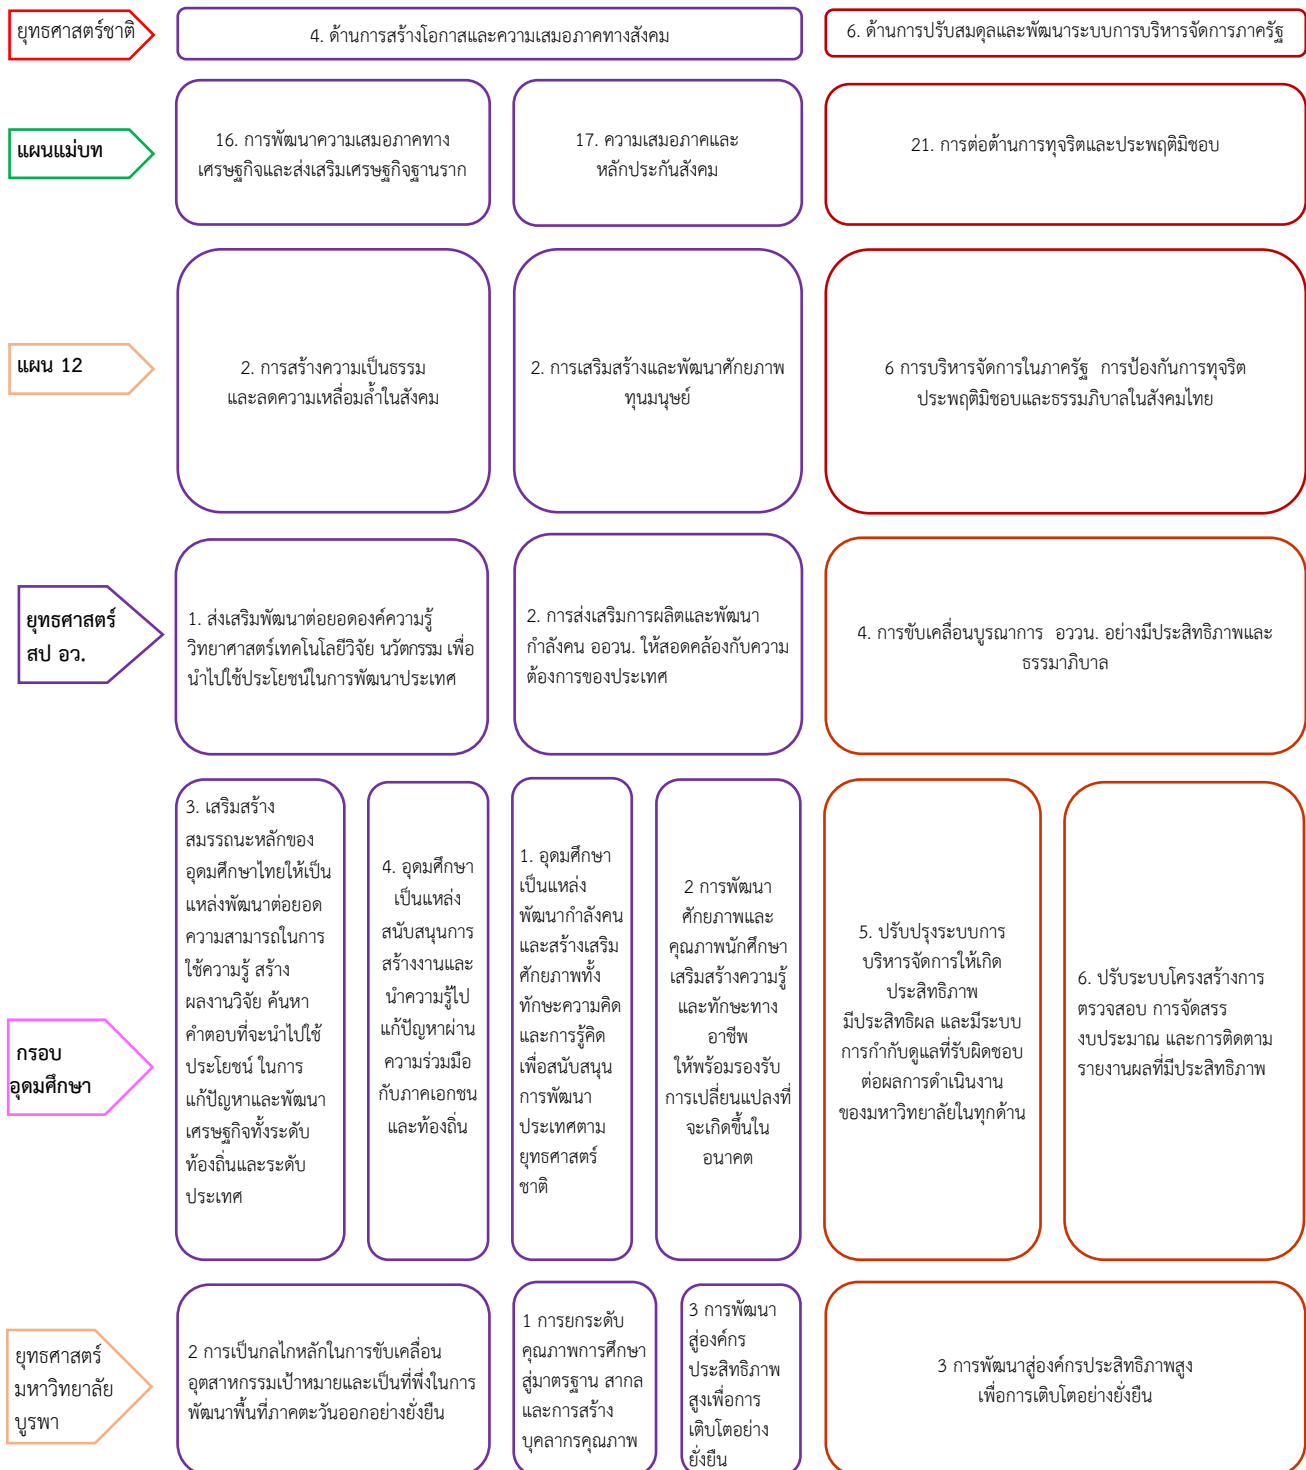 ยุทธศาสตร์ชาติ
4. ด้านการสร้างโอกาสและความเสมอภาคทางสังคม
6. ด้านการปรับสมดุลและพัฒนาระบบการบริหารจัดการภาครัฐ
แผนแม่บท
16. การพัฒนาความเสมอภาคทาง
เศรษฐกิจและส่งเสริมเศรษฐกิจฐานราก
17. ความเสมอภาคและ
หลักประกันสังคม
21. การต่อต้านการทุจริตและประพฤติมิชอบ
แผน 12
2. การสร้างความเป็นธรรม
และลดความเหลื่อมล้ำในสังคม
2. การเสริมสร้างและพัฒนาศักยภาพ
ทุนมนุษย์
6 การบริหารจัดการในภาครัฐ การป้องกันการทุจริต
ประพฤติมิชอบและธรรมภิบาลในสังคมไทย
ยุทธศาสตร์
สป อว.
1. ส่งเสริมพัฒนาต่อยอดองค์ความรู้
วิทยาศาสตร์เทคโนโลยีวิจัย นวัตกรรม เพื่อ
นำไปใช้ประโยชน์ในการพัฒนาประเทศ
2. การส่งเสริมการผลิตและพัฒนา
กำลังคน ออวน. ให้สอดคล้องกับความ
ต้องการของประเทศ
4. การขับเคลื่อนบูรณาการ อววน. อย่างมีประสิทธิภาพและ
ธรรมาภิบาล
กรอบ
อุดมศึกษา
3. เสริมสร้าง
สมรรถนะหลักของ
อุดมศึกษาไทยให้เป็น
แหล่งพัฒนาต่อยอด
ความสามารถในการ
ใช้ความรู้ สร้าง
ผลงานวิจัย ค้นหา
คำตอบที่จะนำไปใช้
ประโยชน์ ในการ
แก้ปัญหาและพัฒนา
เศรษฐกิจทั้งระดับ
ท้องถิ่นและระดับ
ประเทศ
4. อุดมศึกษา
เป็นแหล่ง
สนับสนุนการ
สร้างงานและ
นำความรู้ไป
แก้ปัญหาผ่าน
ความร่วมมือ
กับภาคเอกชน
และท้องถิ่น
1. อุดมศึกษา
เป็นแหล่ง
พัฒนากำลังคน
และสร้างเสริม
ศักยภาพทั้ง
ทักษะความคิด
และการรู้คิด
เพื่อสนับสนุน
การพัฒนา
ประเทศตาม
ยุทธศาสตร์
ชาติ
2 การพัฒนา
ศักยภาพและ
คุณภาพนักศึกษา
เสริมสร้างความรู้
และทักษะทาง
อาชีพ
ให้พร้อมรองรับ
การเปลี่ยนแปลงที่
จะเกิดขึ้นใน
อนาคต
5. ปรับปรุงระบบการ
บริหารจัดการให้เกิด
ประสิทธิภาพ
มีประสิทธิผล และมีระบบ
การกำกับดูแลที่รับผิดชอบ
ต่อผลการดำเนินงาน
ของมหาวิทยาลัยในทุกด้าน
6. ปรับระบบโครงสร้างการ
ตรวจสอบ การจัดสรร
งบประมาณ และการติดตาม
รายงานผลที่มีประสิทธิภาพ
ยุทธศาสตร์
มหาวิทยาลัย
บูรพา
2 การเป็นกลไกหลักในการขับเคลื่อน
อุตสาหกรรมเป้าหมายและเป็นที่พึ่งในการ
พัฒนาพื้นที่ภาคตะวันออกอย่างยั่งยืน
1 การยกระดับ
คุณภาพการศึกษา
สู่มาตรฐาน สากล
และการสร้าง
บุคลากรคุณภาพ
3 การพัฒนา
สู่องค์กร
ประสิทธิภาพ
สูงเพื่อการ
เติบโตอย่าง
ยั่งยืน
3 การพัฒนาสู่องค์กรประสิทธิภาพสูง
เพื่อการเติบโตอย่างยั่งยืน